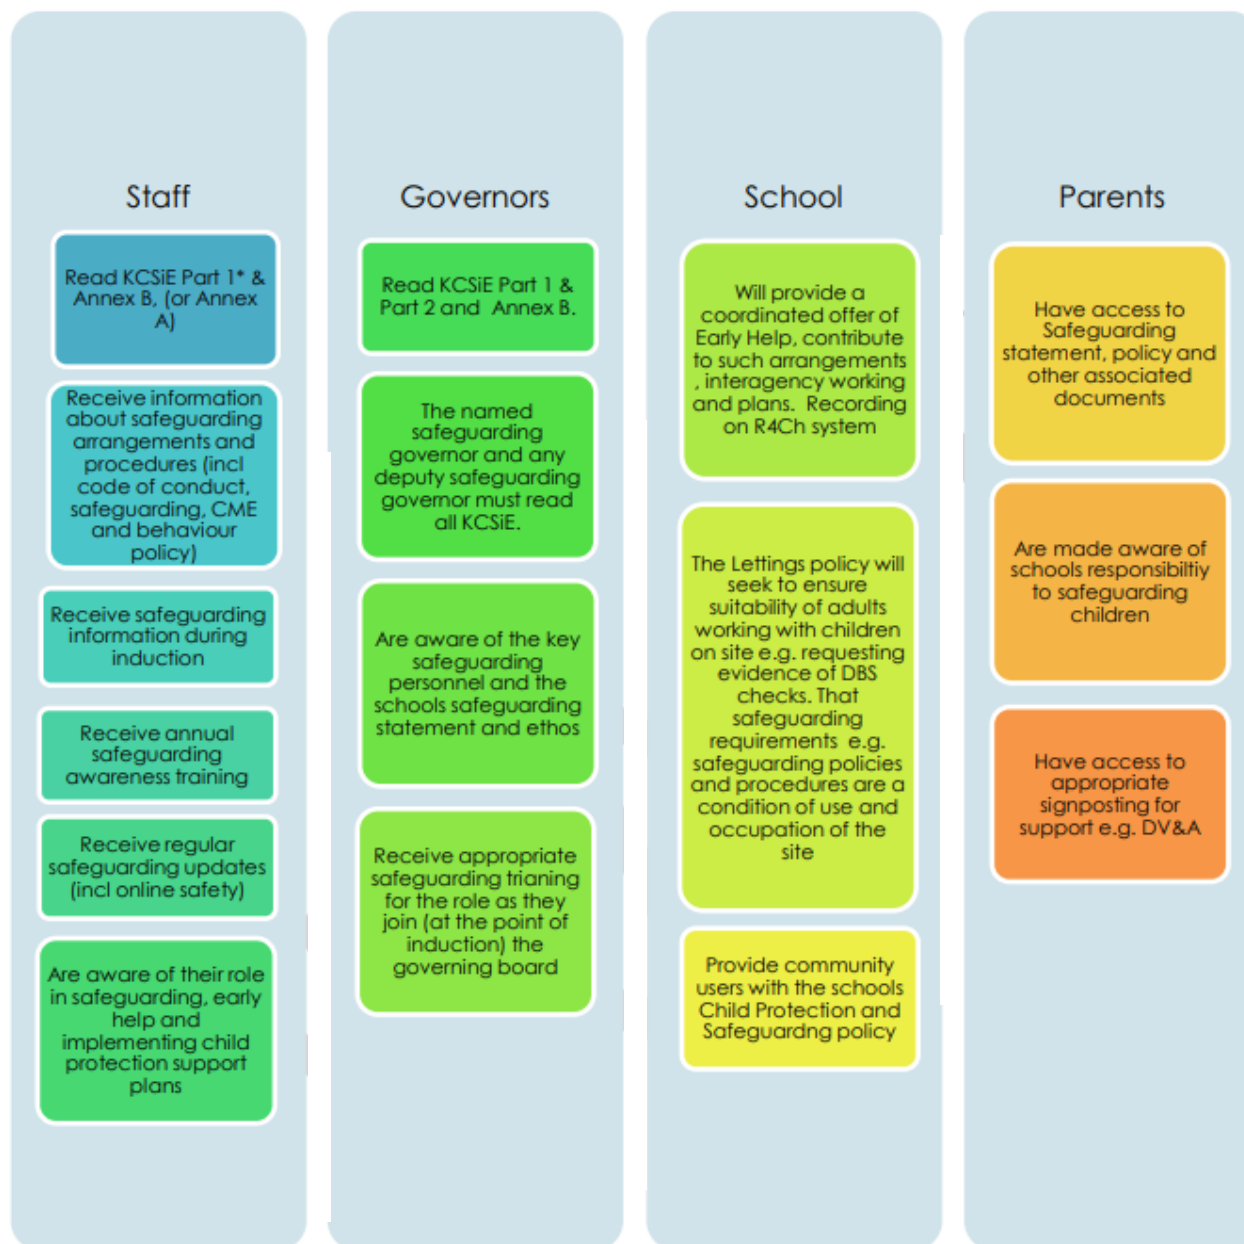 Staff
Read KCSiE Part 1* &
Annex B, (or Annex
A)
Receive information
about safeguarding
arrangements and
procedures (incl
code of conduct,
safeguarding, CME
and behaviour
policy)
Receive safeguarding
information during
induction
Receive annual
safeguarding
awareness training
Receive regular
safeguarding updates
(incl online safety)
Are aware of their role
in safeguarding, early
help and
implementing child
protection support
plans
Governors
Read KCSiE Part 1 &
Part 2 and Annex B.
The named
safeguarding
governor and any
deputy safeguarding
governor must read
all KCSiE.
Are aware of the key
safeguarding
personnel and the
schools safeguarding
statement and ethos
Receive appropriate
safeguarding trianing
for the role as they
join (at the point of
induction) the
governing board
School
Will provide a
coordinated offer of
Early Help, contribute
to such arrangements
, interagency working
and plans. Recording
on R4Ch system
The Lettings policy will
seek to ensure
suitability of adults
working with children
on site e.g. requesting
evidence of DBS
checks. That
safeguarding
requirements e.g.
safeguarding policies
and procedures are a
condition of use and
occupation of the
site
Provide community
users with the schools
Child Protection and
Safeguardng policy
Parents
Have access to
Safeguarding
statement, policy and
other associated
documents
Are made aware of
schools responsibiltiy
to safeguarding
children
Have access to
appropriate
signposting for
support e.g. DV&A